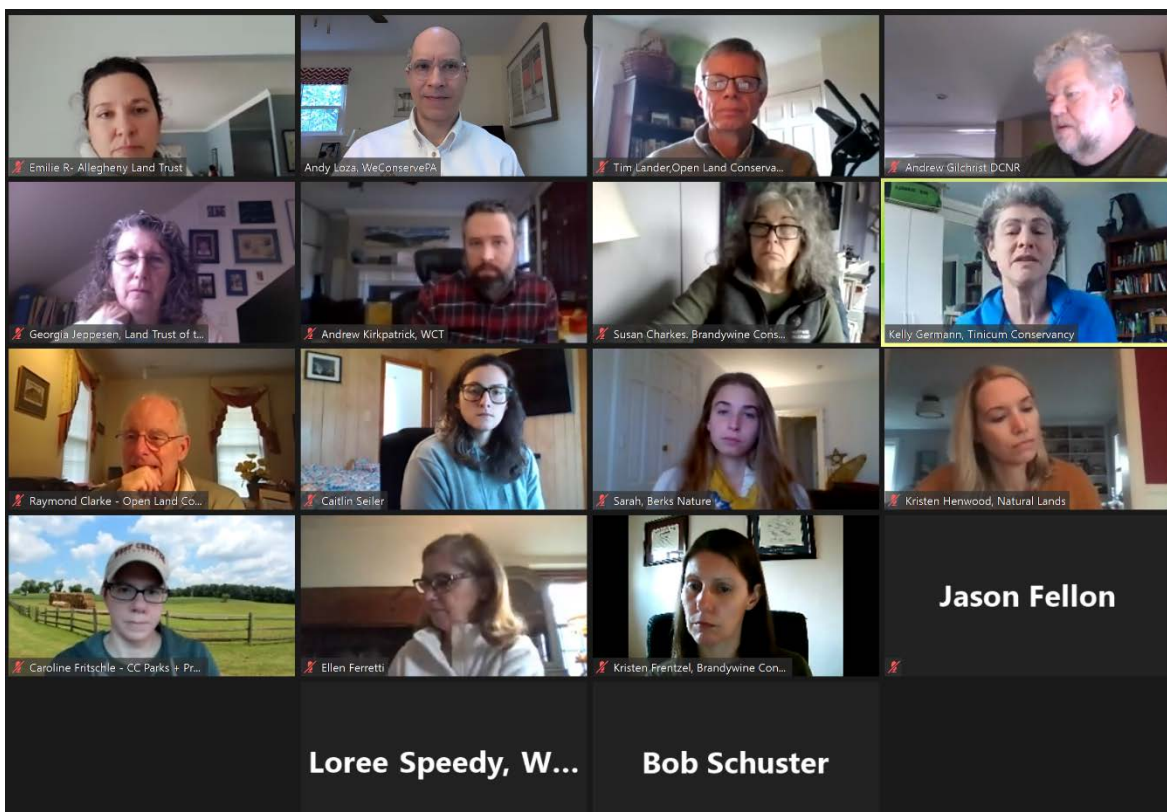 Emilie R- Allegheny Land Trust
Andy Loza, WeConservePA
Tim Lander,Open Land Conserva...
Andrew Gilchrist DCNR
Georgia Jeppesen, Land Trust of t...
Andrew Kirkpatrick, WCT
Susan Charkes. Brandywine Cons...
Kelly Germann, Tinicum Conservancy
Raymond Clarke - Open Land Co...
Caitlin Seiler
Sarah, Berks Nature
Kristen Henwood, Natural Lands
Caroline Fritschle - CC Parks + Pr...
Ellen Ferretti
Kristen Frentzel, Brandywine Con...
Jason Fellon
Loree Speedy, W...
Bob Schuster